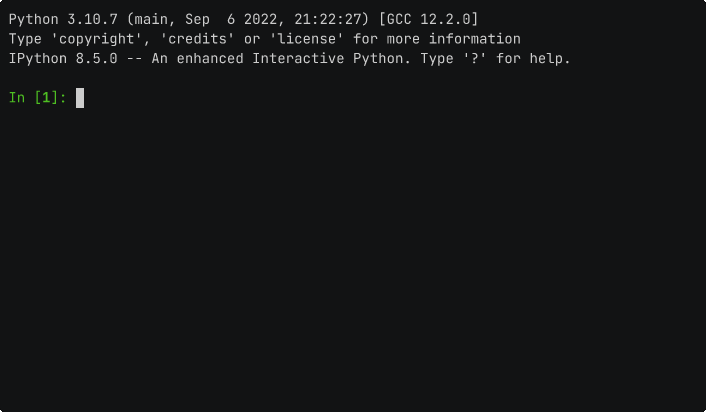 Python 3.10.7 (main, Sep  6 2022, 21:22:27) [GCC 12.2.0]
Type 'copyright', 'credits' or 'license' for more information
IPython 8.5.0 -- An enhanced Interactive Python. Type '?' for help.
In [1]: